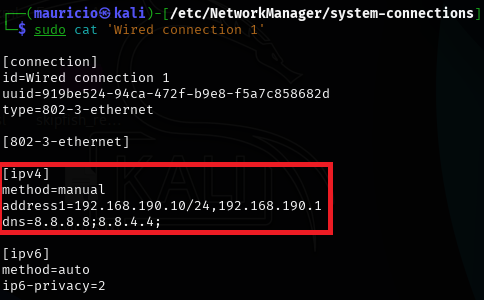 ┌──(mauricio㉿kali)-[/etc/NetworkManager/system-connections]
└─$ sudo cat 'Wired connection 1'
[connection]
id=Wired connection 1
uuid=919be524-94ca-472f-b9e8-f5a7c858682d
type=802-3-ethernet
[802-3-ethernet]
[ipv4]
method=manual
address1=192.168.190.10/24,192.168.190.1
dns=8.8.8.8;8.8.4.4;
[ipv6]
method=auto
ip6-privacy=2